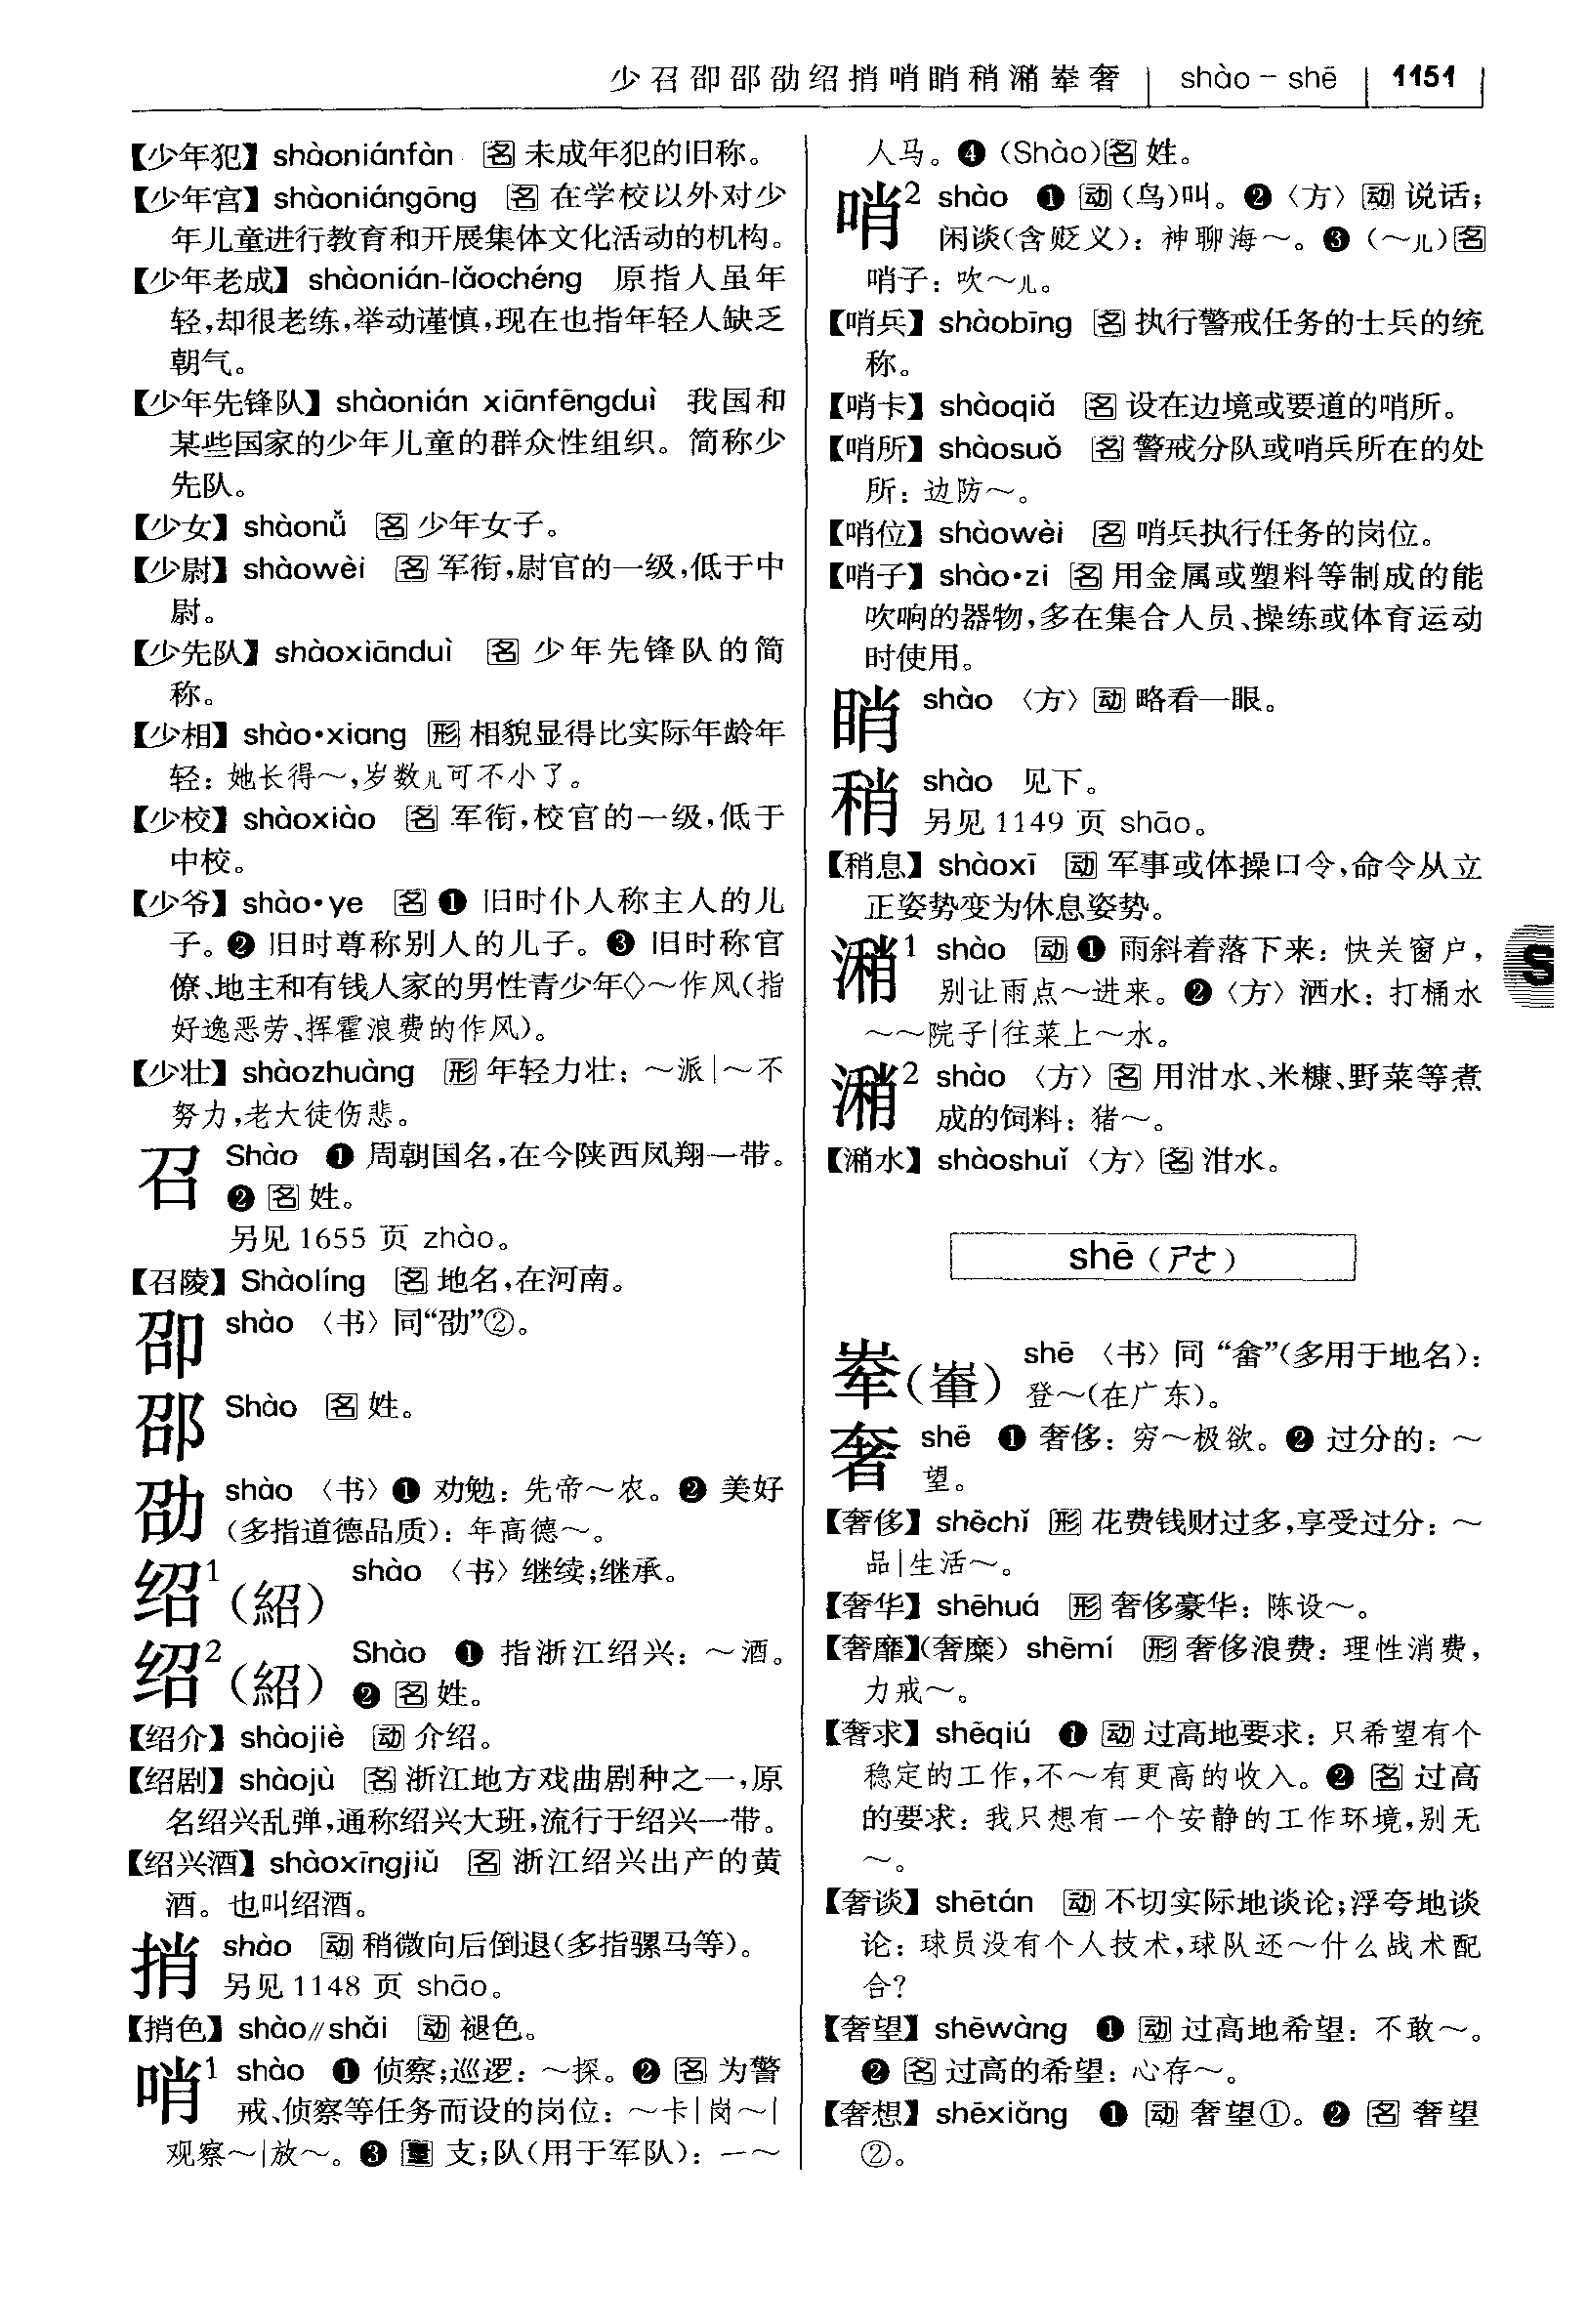 少召卲邵劭绍捎哨睄稍潲畲奢 shào－shē 1151
【少年犯】shàoniánfàn 名 未成年犯的旧称。
【少年宫】shàoniángōng 名 在学校以外对少
年儿童进行教育和开展集体文化活动的机构。
【少年老成】shàonián-lǎochéng 原指人虽年
轻,却很老练,举动谨慎,现在也指年轻人缺乏
朝气。
【少年先锋队】shàonián xiānfēngduì 我国和
某些国家的少年儿童的群众性组织。简称少
先队。
【少女】shàonǚ 名 少年女子。
【少尉】shàowèi 名 军衔,尉官的一级,低于中
尉。
【少先队】shàoxiānduì 名 少年先锋队的简
称。
【少相】shào•xiang 形 相貌显得比实际年龄年
轻：她长得～,岁数儿可不小了。
【少校】shàoxiào 名 军衔,校官的一级,低于
中校。
【少爷】shào•ye 名 ❶ 旧时仆人称主人的儿
子。❷ 旧时尊称别人的儿子。❸ 旧时称官
僚、地主和有钱人家的男性青少年◇～作风(指
好逸恶劳、挥霍浪费的作风)。
【少壮】shàozhuàng 形 年轻力壮：～派|～不
努力,老大徒伤悲。
召 Shào ❶ 周朝国名,在今陕西凤翔一带。
❷ 名 姓。
另见1655 页 zhào。
【召陵】Shàolíng 名 地名,在河南。
卲 shào 〈书〉同“劭”②。
邵 Shào 名 姓。
劭 shào 〈书〉❶ 劝勉：先帝～农。❷ 美好
(多指道德品质)：年高德～。
绍1(紹) shào 〈书〉继续;继承。
绍2(紹) Shào ❶ 指浙江绍兴：～酒。
❷ 名 姓。
【绍介】shàojiè 动 介绍。
【绍剧】shàojù 名 浙江地方戏曲剧种之一,原
名绍兴乱弹,通称绍兴大班,流行于绍兴一带。
【绍兴酒】shàoxīngjiǔ 名 浙江绍兴出产的黄
酒。也叫绍酒。
捎 shào 动 稍微向后倒退(多指骡马等)。
另见1148 页 shāo。
【捎色】shào∥shǎi 动 褪色。
哨1 shào ❶ 侦察;巡逻：～探。❷ 名 为警
戒、侦察等任务而设的岗位：～卡|岗～|
观察～|放～。❸ 量 支;队(用于军队)：一～
人马。❹ (Shào)名 姓。
哨2 shào ❶ 动 (鸟)叫。❷〈方〉动 说话;
闲谈(含贬义)：神聊海～。❸ (～儿)名
哨子：吹～儿。
【哨兵】shàobīng 名 执行警戒任务的士兵的统
称。
【哨卡】shàoqiǎ 名 设在边境或要道的哨所。
【哨所】shàosuǒ 名 警戒分队或哨兵所在的处
所：边防～。
【哨位】shàowèi 名 哨兵执行任务的岗位。
【哨子】shào•zi 名 用金属或塑料等制成的能
吹响的器物,多在集合人员、操练或体育运动
时使用。
睄 shào 〈方〉动 略看一眼。
稍 shào 见下。
另见1149 页 shāo。
【稍息】shàoxī 动 军事或体操口令,命令从立
正姿势变为休息姿势。
潲1 shào 动 ❶ 雨斜着落下来：快关窗户,
别让雨点～进来。❷〈方〉洒水：打桶水
～～院子|往菜上～水。
潲2 shào 〈方〉名 用泔水、米糠、野菜等煮
成的饲料：猪～。
【潲水】shàoshuǐ〈方〉名 泔水。
shē（ㄕㄜ）
崋(輋) shē 〈书〉同“畲”(多用于地名)：
登～(在广东)。
奢 shē ❶ 奢侈：穷～极欲。❷ 过分的：～
望。
【奢侈】shēchǐ 形 花费钱财过多,享受过分：～
品|生活～。
【奢华】shēhuá 形 奢侈豪华：陈设～。
【奢靡】(奢糜) shēmí 形 奢侈浪费：理性消费,
力戒～。
【奢求】shēqiú ❶ 动 过高地要求：只希望有个
稳定的工作,不～有更高的收入。❷ 名 过高
的要求：我只想有一个安静的工作环境,别无
～。
【奢谈】shētán 动 不切实际地谈论;浮夸地谈
论：球员没有个人技术,球队还～什么战术配
合?
【奢望】shēwàng ❶ 动 过高地希望：不敢～。
❷ 名 过高的希望：心存～。
【奢想】shēxiǎng ❶ 动 奢望①。❷ 名 奢望
②。
S